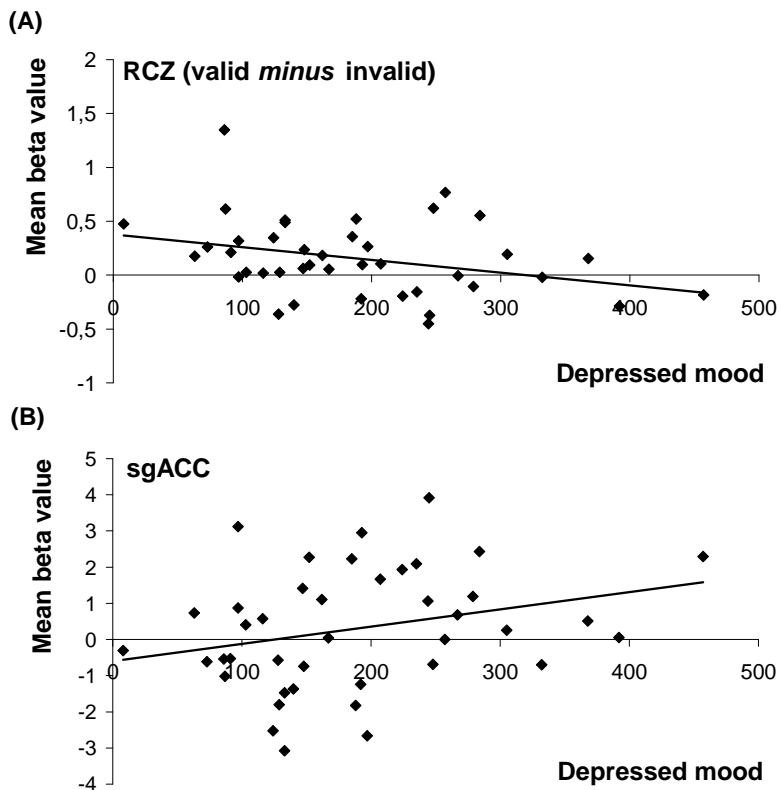 (A)
RCZ (valid minus invalid)
Mean beta value
2
1,5
1
0,5
0
-0,5
-1
0 100 200 300 400 500
Depressed mood
(B)
sgACC
Mean beta value
5
4
3
2
1
0
-1
-2
-3
-4
0 100 200 300 400 500
Depressed mood